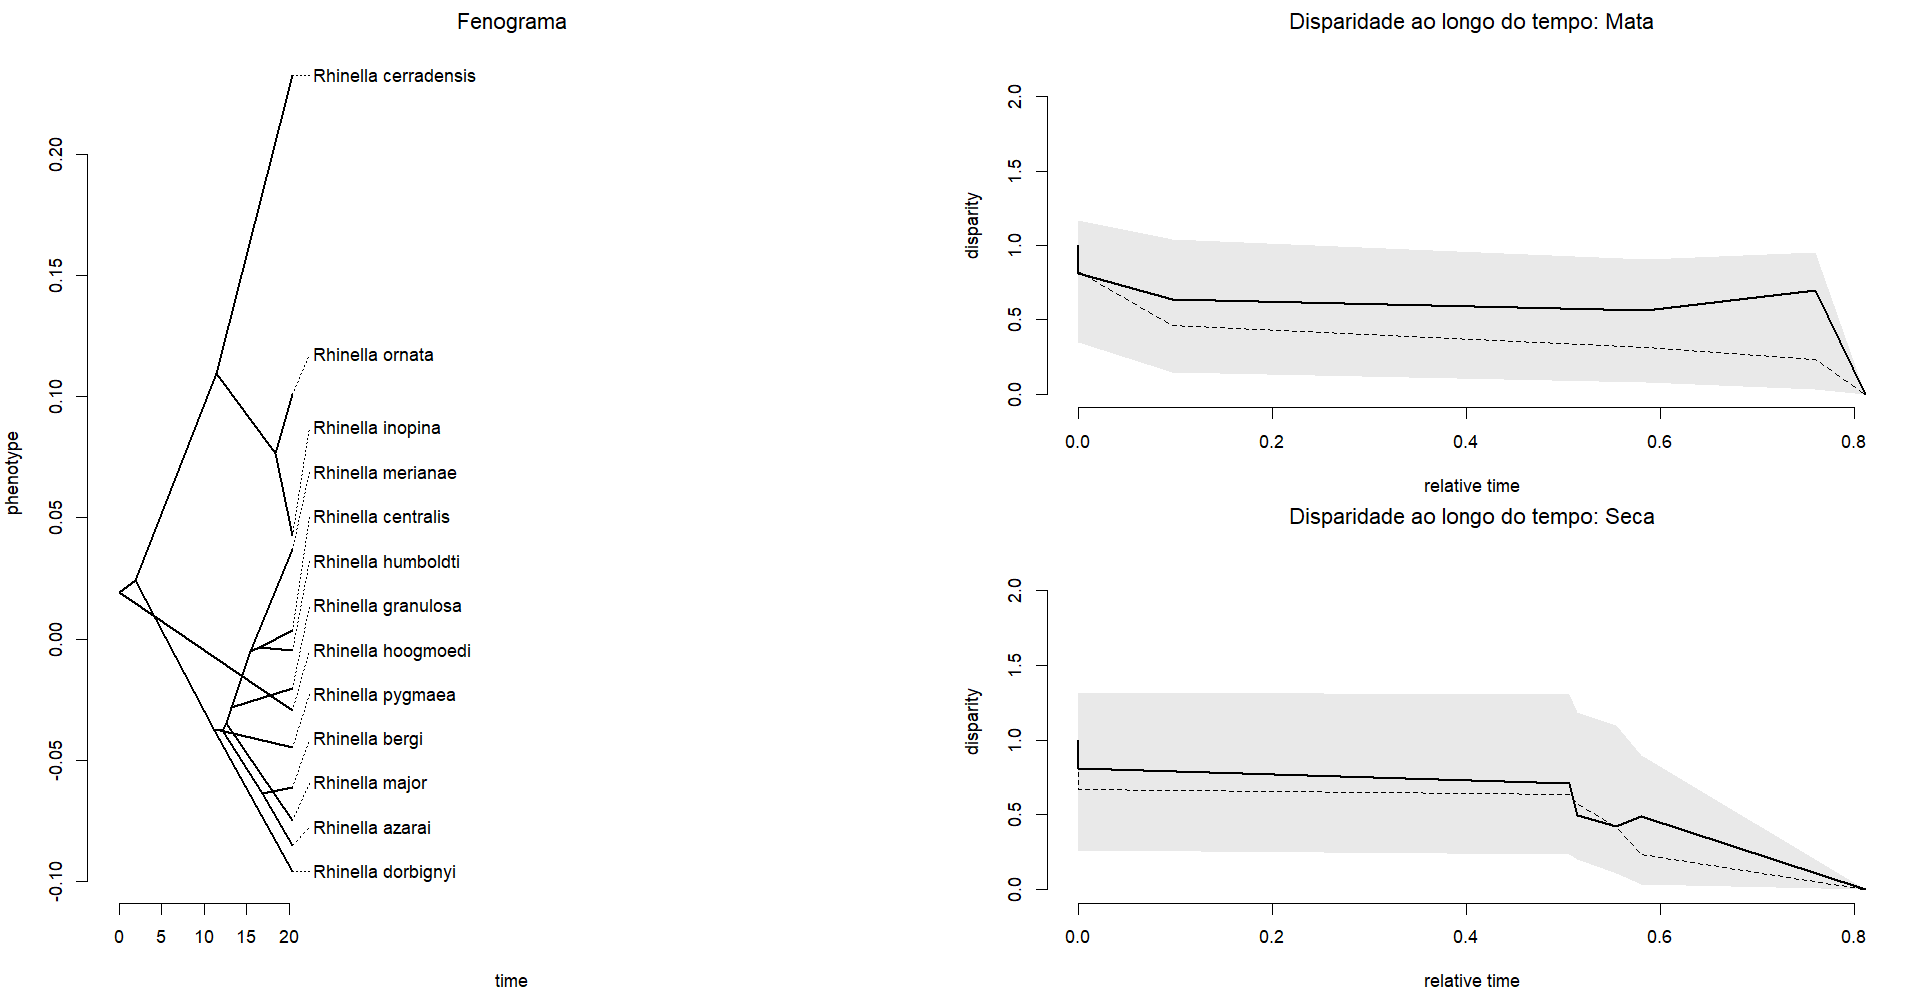 Fenograma
Rhinella cerradensis
Rhinella ornata
Rhinella inopina
Rhinella merianae
Rhinella centralis
Rhinella humboldti
Rhinella granulosa
Rhinella hoogmoedi
Rhinella pygmaea
Rhinella bergi
Rhinella major
Rhinella azarai
Rhinella dorbignyi
phenotype
0.20
0.15
0.10
0.05
0.00
-0.05
-0.10
0 5 10 15 20
time
Disparidade ao longo do tempo: Mata
disparity
2.0
1.5
1.0
0.5
0.0
0.0 0.2 0.4 0.6 0.8
relative time
Disparidade ao longo do tempo: Seca
disparity
2.0
1.5
1.0
0.5
0.0
0.0 0.2 0.4 0.6 0.8
relative time